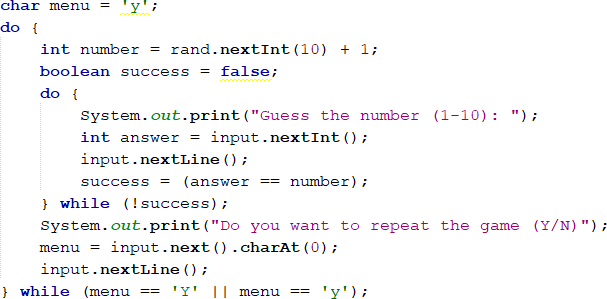 char menu = 'y';
do {
    int number = rand.nextInt(10) + 1;
    boolean success = false;
    do {
        System.out.print("Guess the number (1-10): ");
        int answer = input.nextInt();
        input.nextLine();
        success = (answer == number);
    } while (!success);
    System.out.print("Do you want to repeat the game (Y/N)");
    menu = input.next().charAt(0);
    input.nextLine();
} while (menu == 'Y' || menu == 'y');